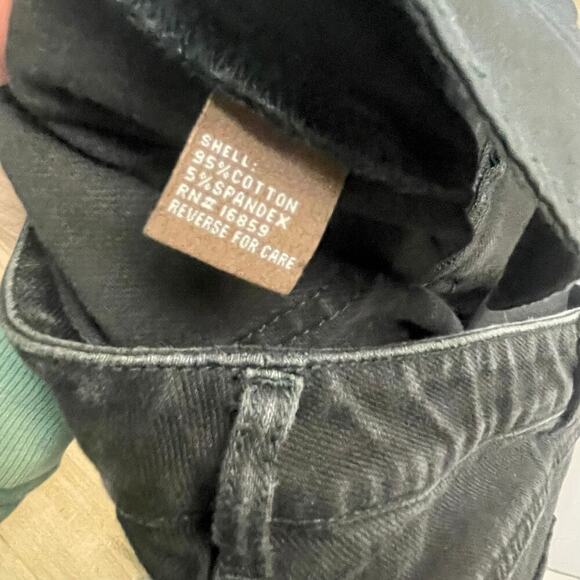 SHELL:
95% COTTON
5% SPANDEX
RN# 16859
REVERSE FOR CARE